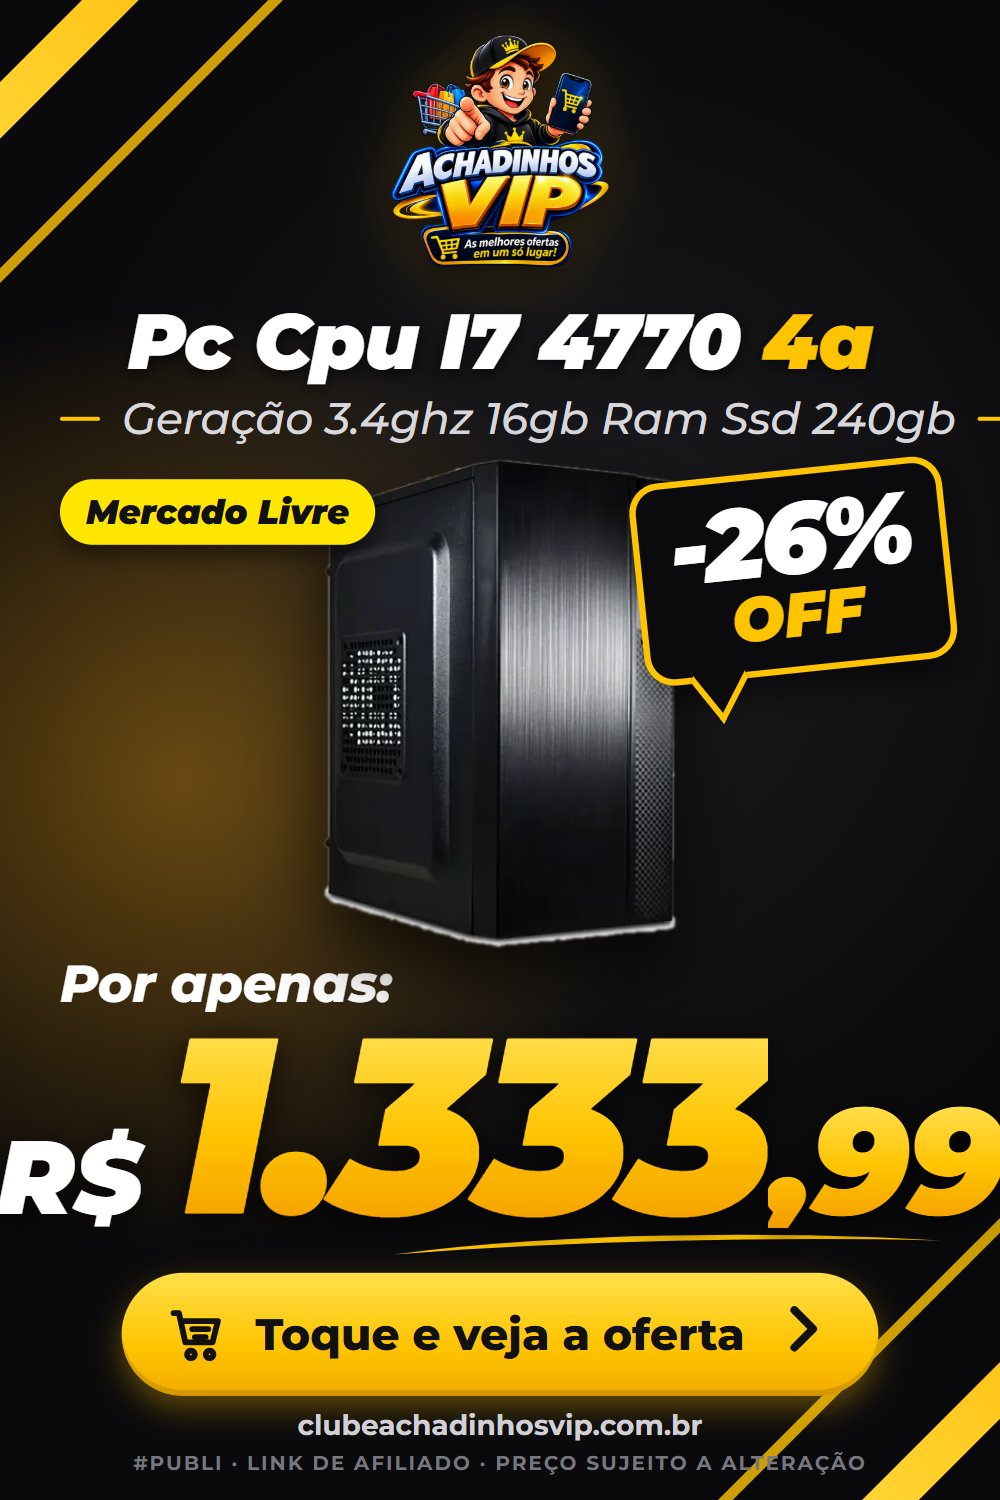 ACHADINHOS
VIP
As melhores ofertas
em um só lugar!
Pc Cpu I7 4770 4a
Geração 3.4ghz 16gb Ram Ssd 240gb
Mercado Livre
-26%
OFF
Por apenas:
R$ 1.333,99
Toque e veja a oferta
clubeachadinhosvip.com.br
#PUBLI · LINK DE AFILIADO · PREÇO SUJEITO A ALTERAÇÃO